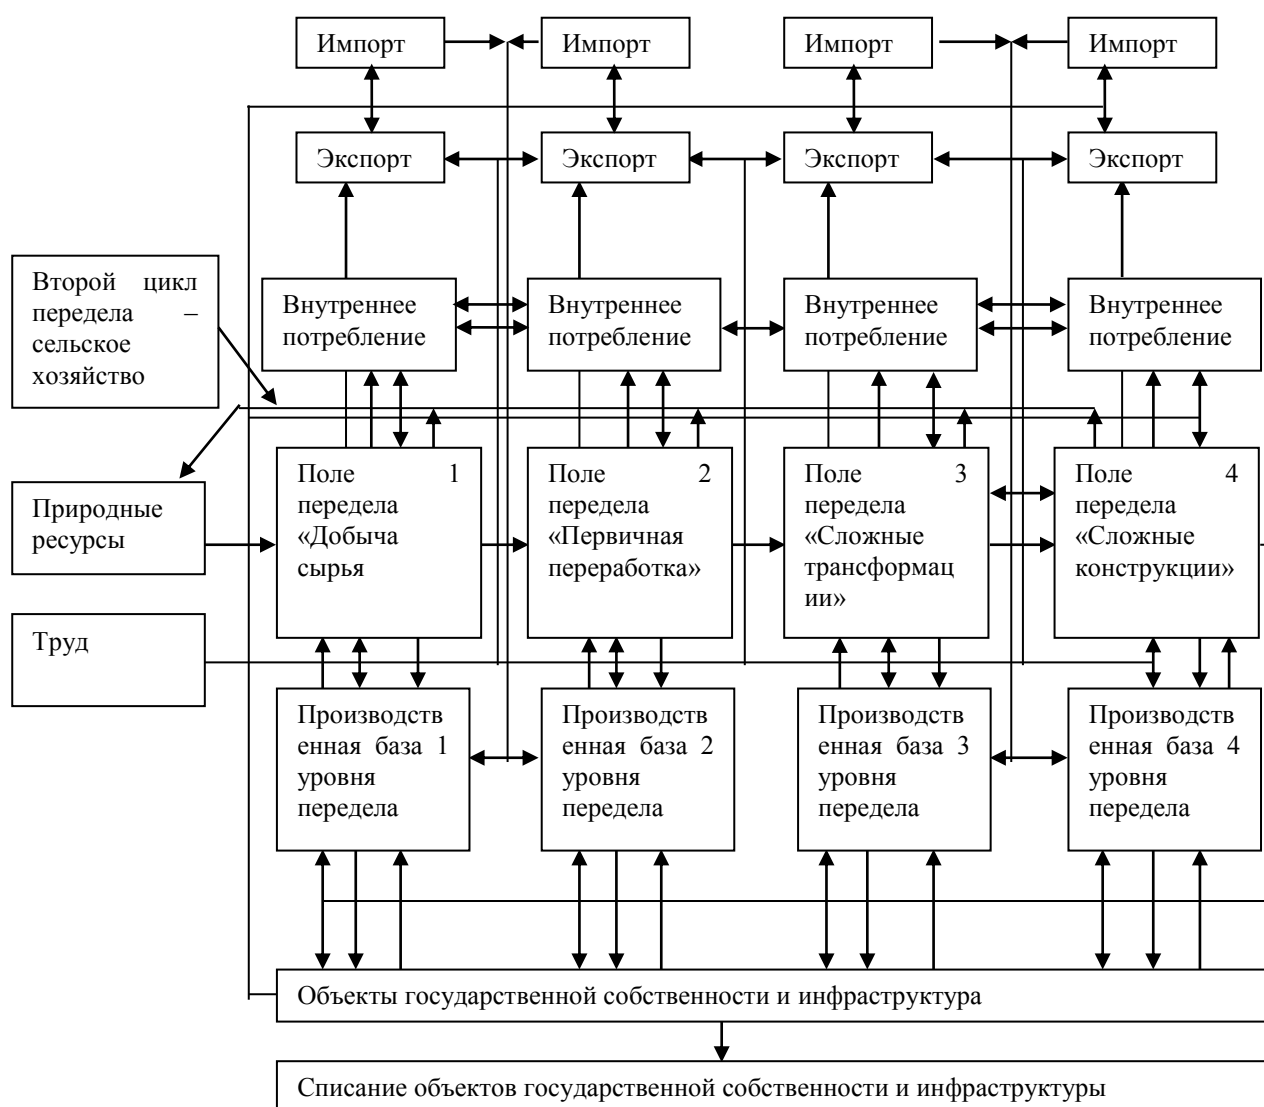 Импорт
Импорт
Импорт
Импорт
Экспорт
Экспорт
Экспорт
Экспорт
Второй цикл
передела –
сельское
хозяйство
Внутреннее
потребление
Внутреннее
потребление
Внутреннее
потребление
Внутреннее
потребление
Природные
ресурсы
Поле 1
передела
«Добыча
сырья
Поле 2
передела
«Первичная
переработка»
Поле 3
передела
«Сложные
трансформац
ии»
Поле 4
передела
«Сложные
конструкции»
Труд
Производств
енная база 1
уровня
передела
Производств
енная база 2
уровня
передела
Производств
енная база 3
уровня
передела
Производств
енная база 4
уровня
передела
Объекты государственной собственности и инфраструктура
Списание объектов государственной собственности и инфраструктуры